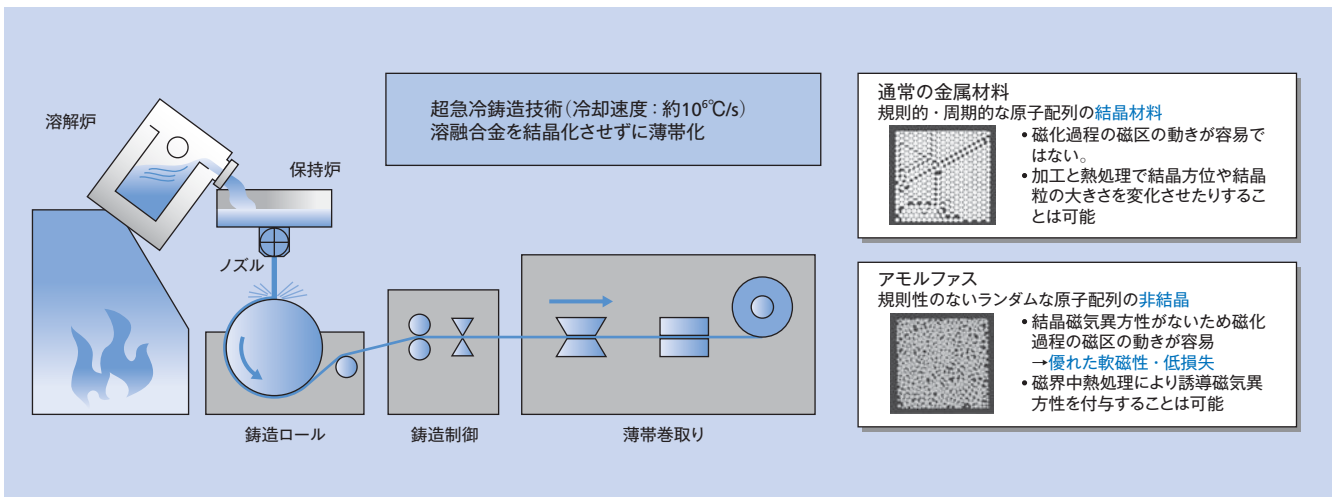 溶解炉
保持炉
ノズル
鋳造ロール
鋳造制御
薄帯巻取り
超急冷鋳造技術(冷却速度:約10⁶℃/s)
溶融合金を結晶化させずに薄帯化
通常の金属材料
規則的・周期的な原子配列の結晶材料
• 磁化過程の磁区の動きが容易で
はない。
• 加工と熱処理で結晶方位や結晶
粒の大きさを変化させたりするこ
とは可能
アモルファス
規則性のないランダムな原子配列の非結晶
• 結晶磁気異方性がないため磁化
過程の磁区の動きが容易
→優れた軟磁性・低損失
• 磁界中熱処理により誘導磁気異
方性を付与することは可能